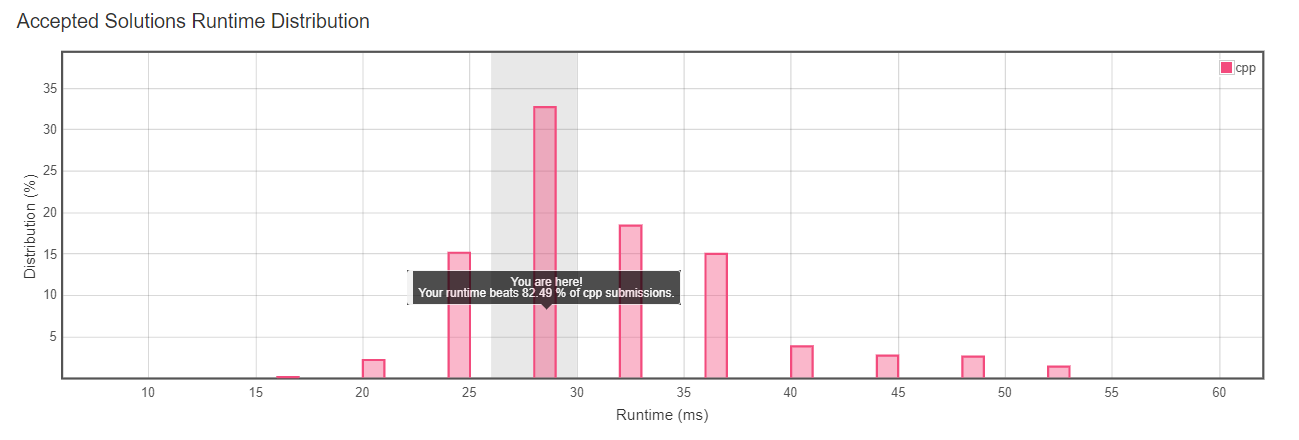 Accepted Solutions Runtime Distribution
cpp
35
30
25
20
15
10
5
Distribution (%)
You are here!
Your runtime beats 82.49 % of cpp submissions.
10 15 20 25 30 35 40 45 50 55 60
Runtime (ms)